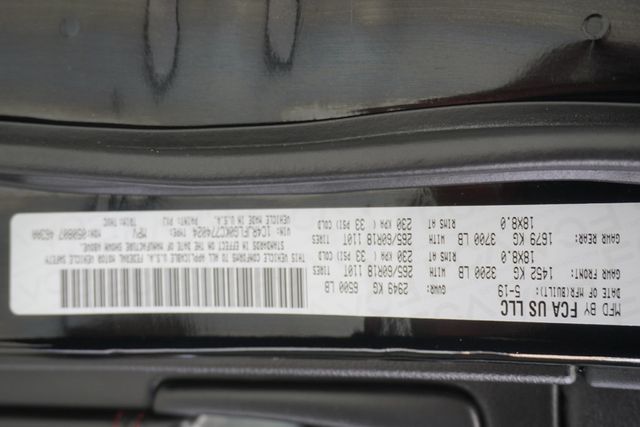 MFD BY FCA US LLC
DATE OF MFR(BUILT): 5-19 GVWR: 2949 KG 6500 LB
GAWR FRONT: WITH TIRES RIMS AT COLD
1452 KG 3200 LB 265/60R18 110T 18X8.0 230 KPA ( 33 PSI)
GAWR REAR: WITH TIRES RIMS AT COLD
1679 KG 3700 LB 265/60R18 110T 18X8.0 230 KPA ( 33 PSI)
THIS VEHICLE CONFORMS TO ALL APPLICABLE U.S.A. FEDERAL MOTOR VEHICLE SAFETY
STANDARDS IN EFFECT ON THE DATE OF MANUFACTURE SHOWN ABOVE.
VIN: TYPE: MPV
VEHICLE MADE IN U.S.A. PAINT: TRIM: